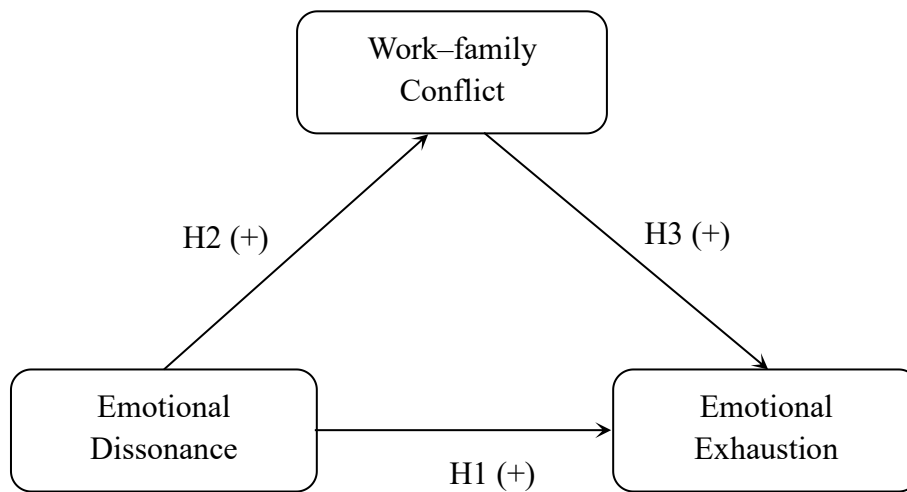 Work–family
Conflict
H2 (+)
H3 (+)
Emotional
Dissonance
Emotional
Exhaustion
H1 (+)